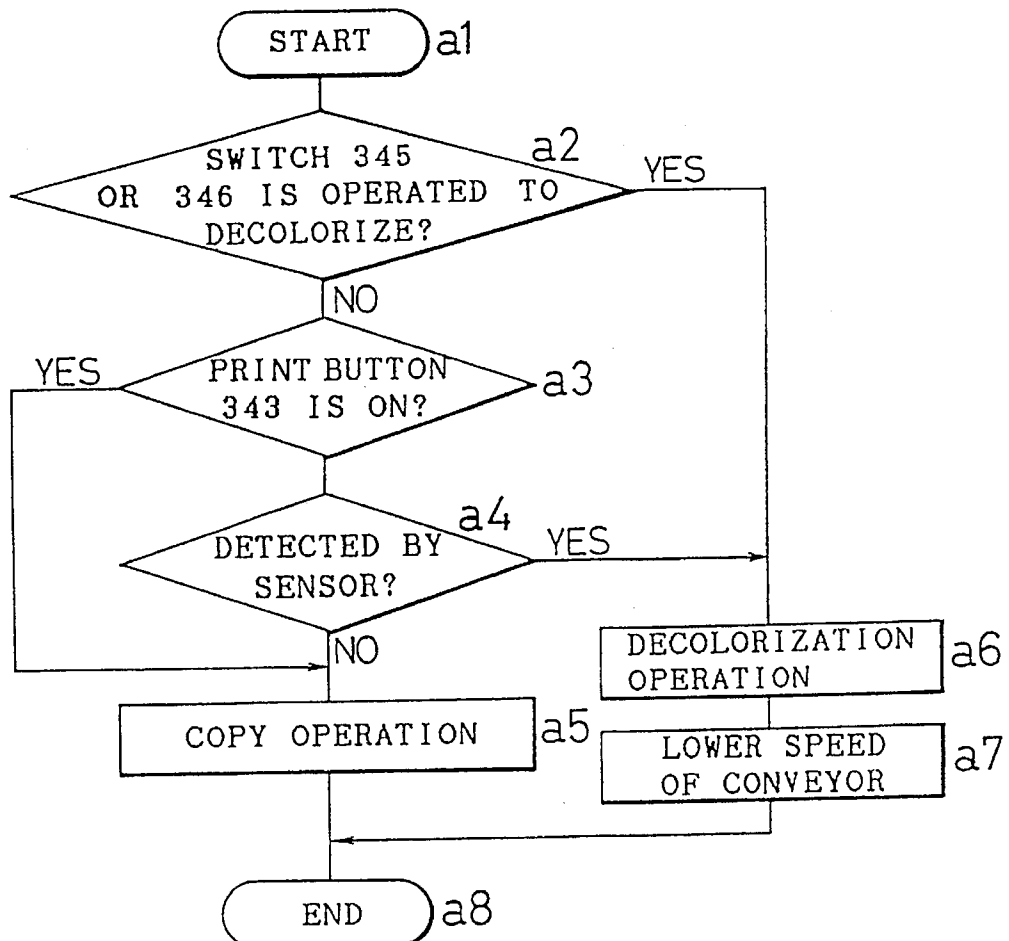 START
a1
SWITCH 345
OR 346 IS OPERATED TO
DECOLORIZE?
a2
YES
NO
PRINT BUTTON
343 IS ON?
a3
YES
DETECTED BY
SENSOR?
a4
YES
NO
DECOLORIZATION
OPERATION
a6
COPY OPERATION
a5
LOWER SPEED
OF CONVEYOR
a7
END
a8